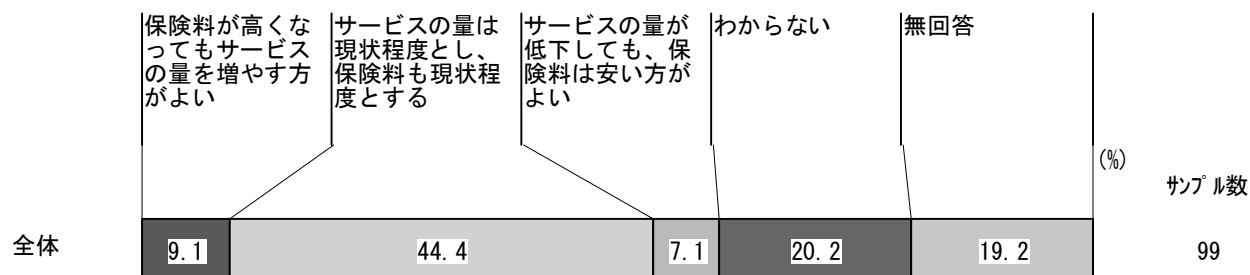 保険料が高くな
ってもサービス
の量を増やす方
がよい
サービスの量は
現状程度とし、
保険料も現状程
度とする
サービスの量が
低下しても、保
険料は安い方が
よい
わからない
無回答
(%)
ｻﾝﾌﾟﾙ数
全体
9.1
44.4
7.1
20.2
19.2
99